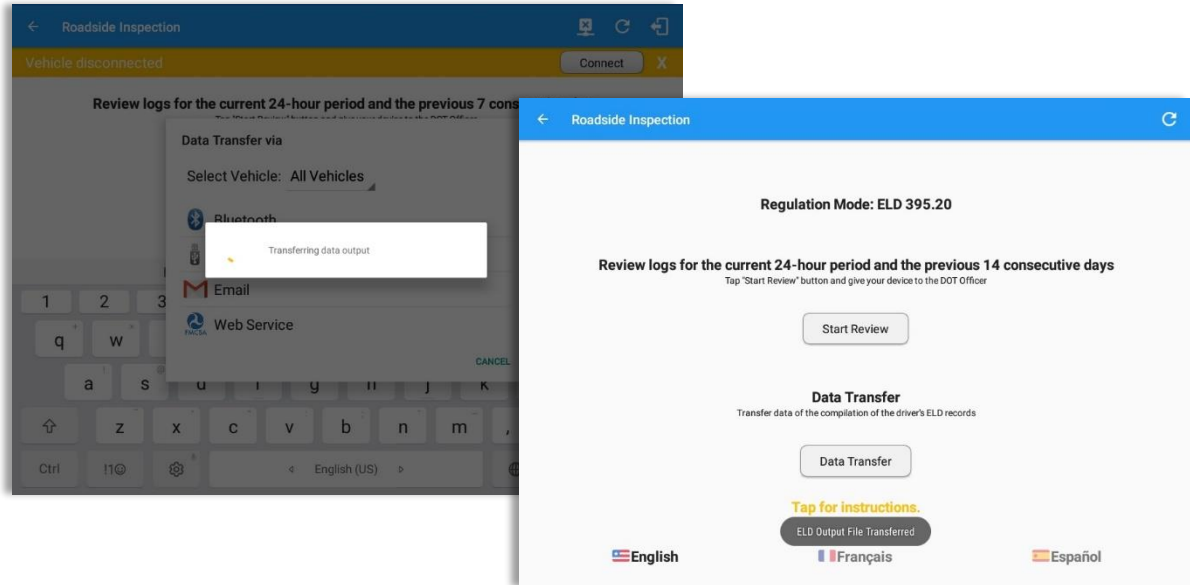 Roadside Inspection
Vehicle disconnected
Connect
X
Review logs for the current 24-hour period and the previous 7
Data Transfer via
Select Vehicle: All Vehicles
Bluetooth
Transferring data output
Email
FMCSA
Web Service
CANCEL
1 2 3
q w
a s d f g h j k
z x c v b n m ,
Ctrl !1☺ English (US)
Roadside Inspection
Regulation Mode: ELD 395.20
Review logs for the current 24-hour period and the previous 14 consecutive days
Tap "Start Review" button and give your device to the DOT Officer
Start Review
Data Transfer
Transfer data of the compilation of the driver's ELD records
Data Transfer
Tap for instructions.
ELD Output File Transferred
English
Français
Español